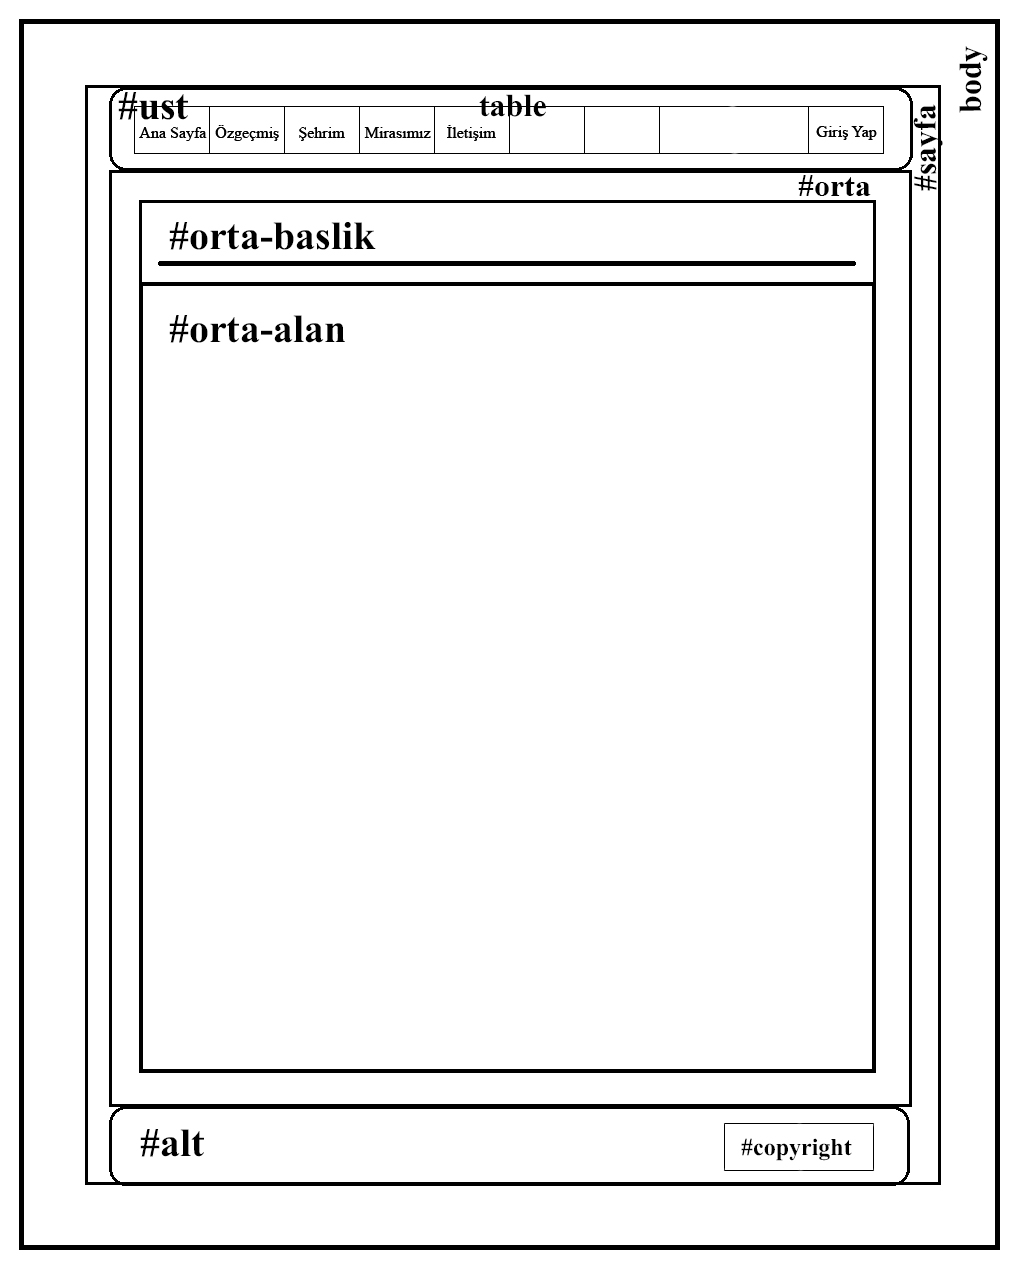 body
#sayfa
#ust
table
Ana Sayfa Özgeçmiş Şehrim Mirasımız İletişim Giriş Yap
#orta
#orta-baslik
#orta-alan
#alt
#copyright